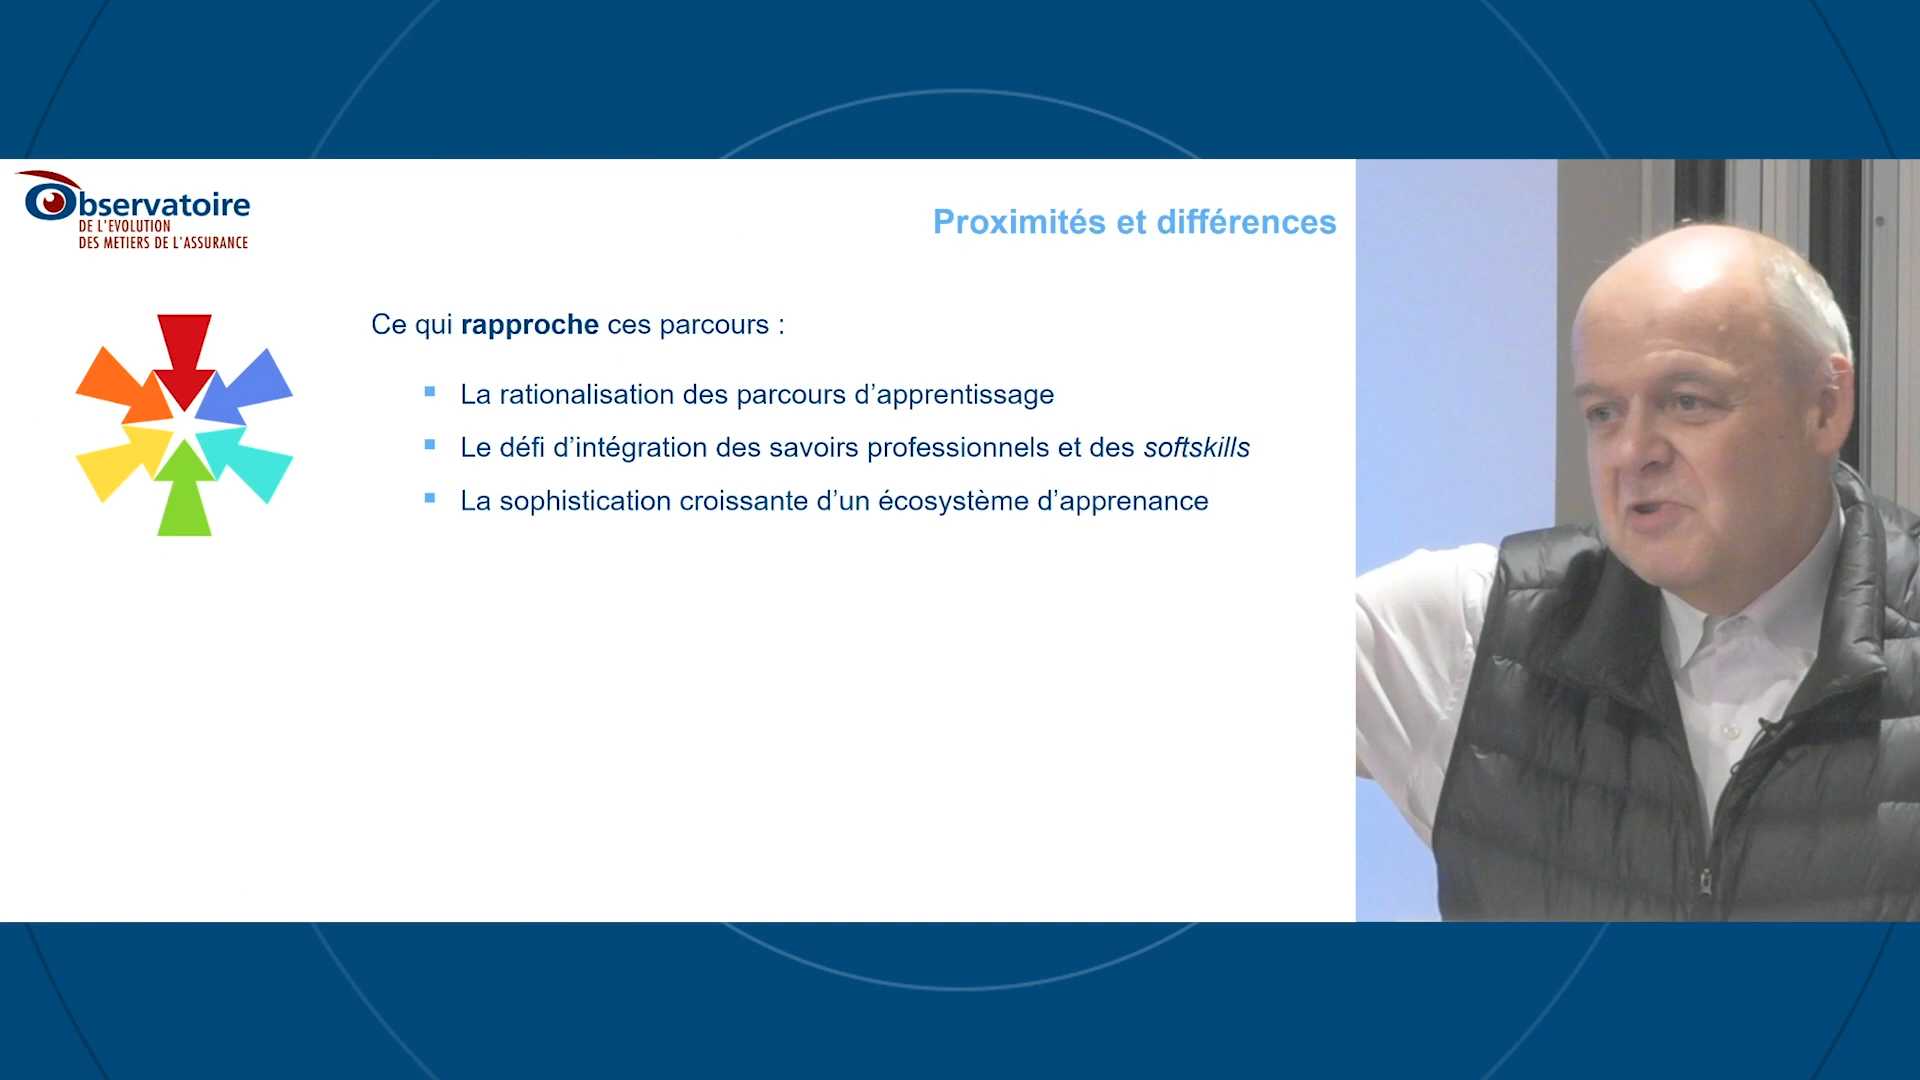 Observatoire
DE L'EVOLUTION
DES METIERS DE L'ASSURANCE
Proximités et différences
Ce qui rapproche ces parcours :
La rationalisation des parcours d’apprentissage
Le défi d’intégration des savoirs professionnels et des softskills
La sophistication croissante d’un écosystème d’apprenance